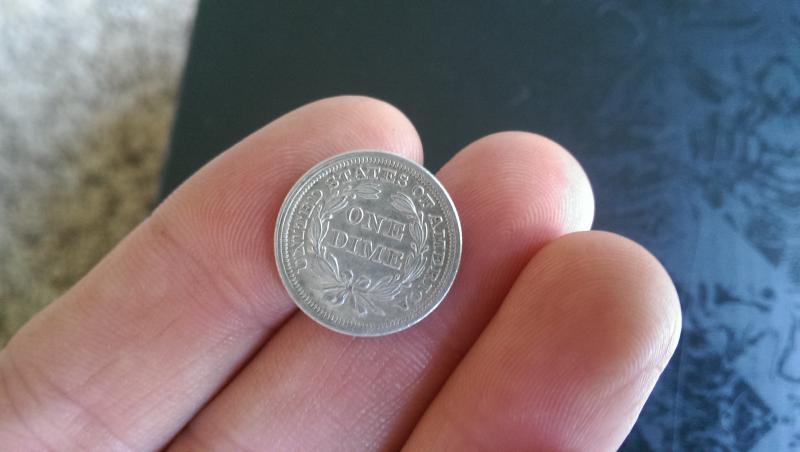 UNITED STATES OF AMERICA
ONE
DIME